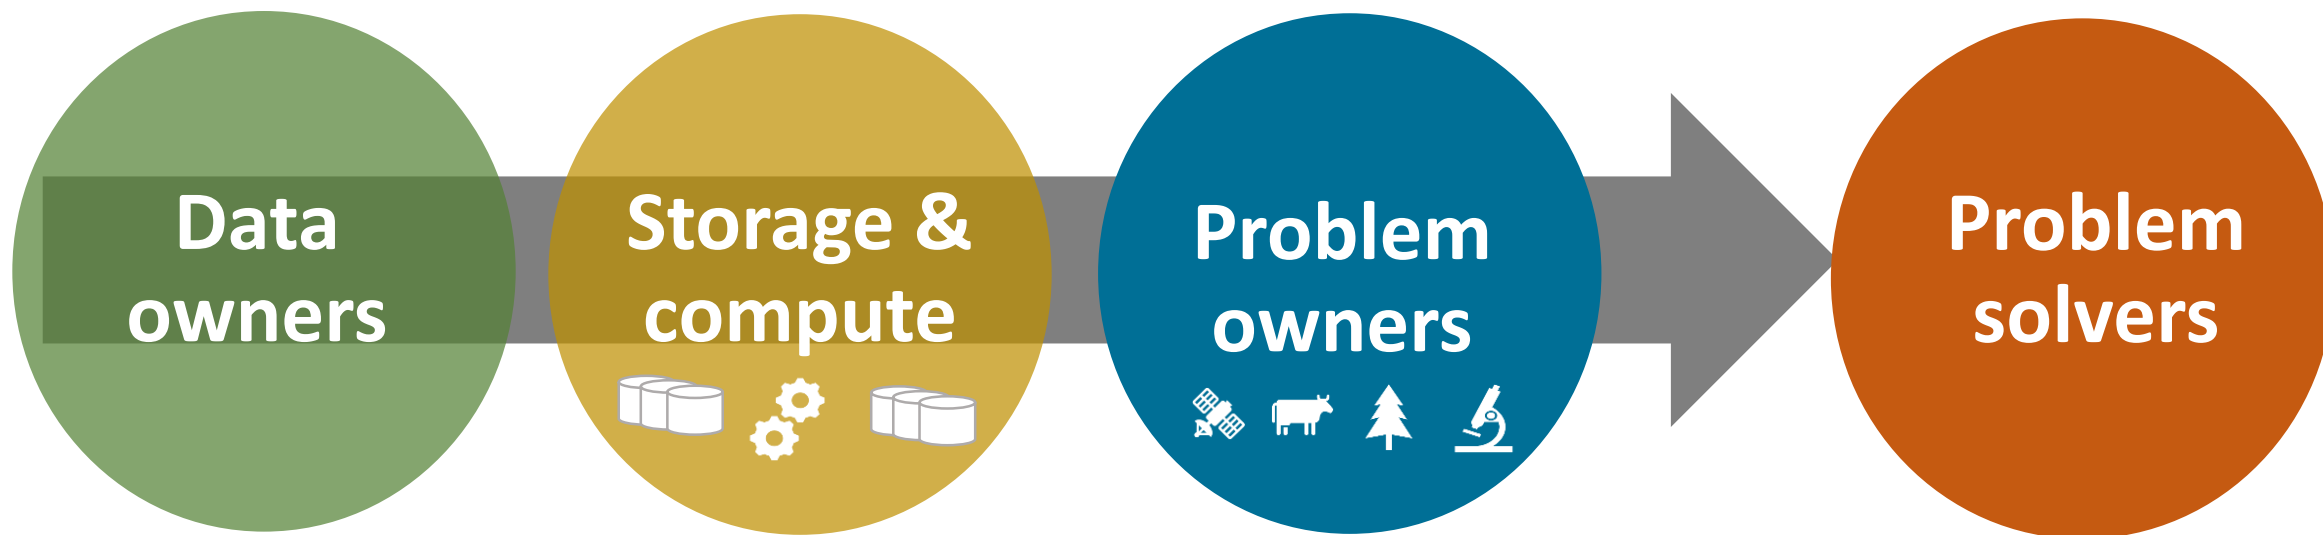 Data
owners
Storage &
compute
Problem
owners
Problem
solvers